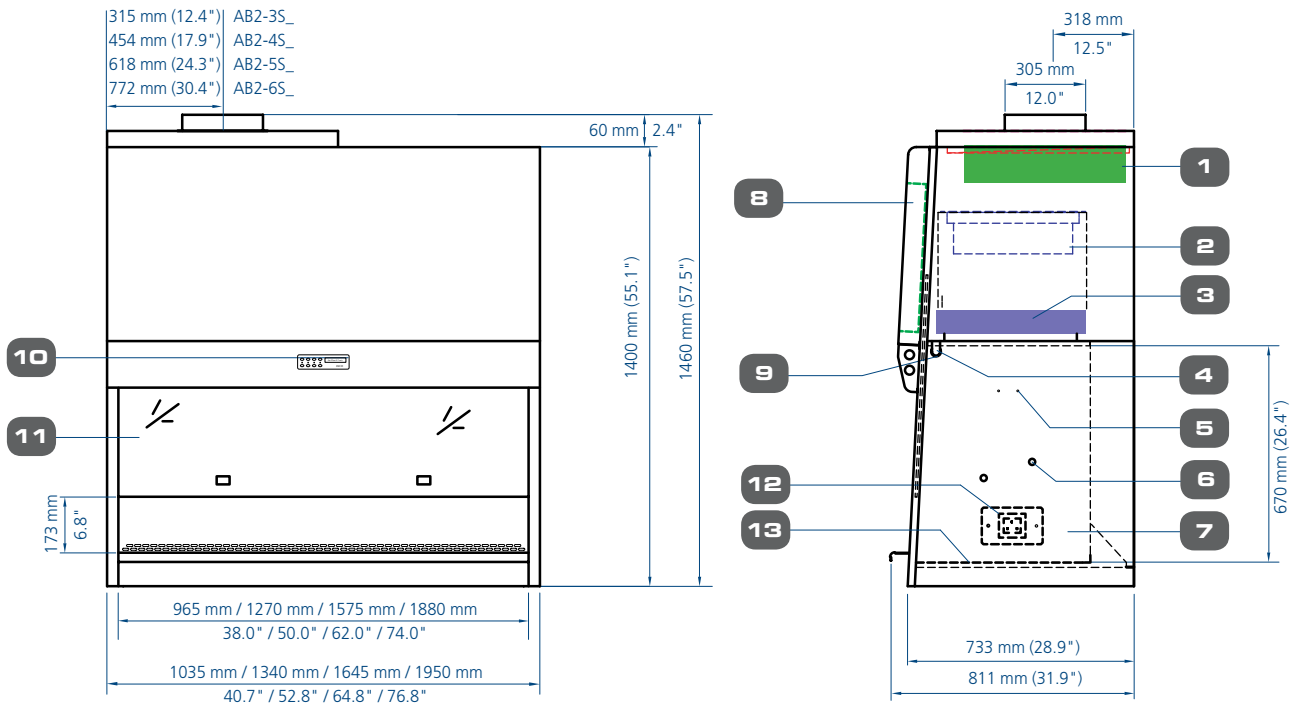 315 mm (12.4") AB2-3S_
454 mm (17.9") AB2-4S_
618 mm (24.3") AB2-5S_
772 mm (30.4") AB2-6S_
60 mm 2.4"
1400 mm (55.1")
1460 mm (57.5")
10
11
173 mm
6.8"
965 mm / 1270 mm / 1575 mm / 1880 mm
38.0" / 50.0" / 62.0" / 74.0"
1035 mm / 1340 mm / 1645 mm / 1950 mm
40.7" / 52.8" / 64.8" / 76.8"
318 mm
12.5"
305 mm
12.0"
1
8
2
3
9
4
5
12
6
13
7
670 mm (26.4")
733 mm (28.9")
811 mm (31.9")